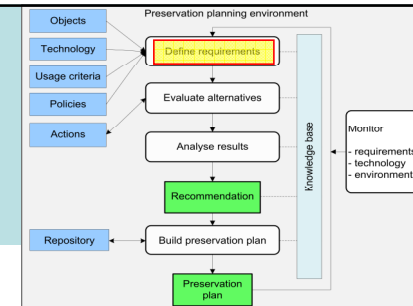 Preservation planning environment
Objects
Technology
Usage criteria
Policies
Actions
Define requirements
Evaluate alternatives
Analyse results
Recommendation
Repository
Build preservation plan
Preservation
plan
Knowledge base
Monitor
- requirements
- technology
- environment